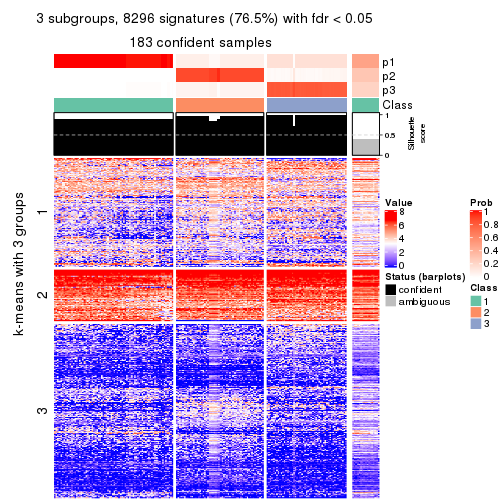 3 subgroups, 8296 signatures (76.5%) with fdr < 0.05
183 confident samples
p1
p2
p3
Class
1
0.5
0
Silhouette
score
k-means with 3 groups
1
2
3
Value
8
6
4
2
0
Prob
1
0.8
0.6
0.4
0.2
0
Status (barplots)
confident
ambiguous
Class
1
2
3